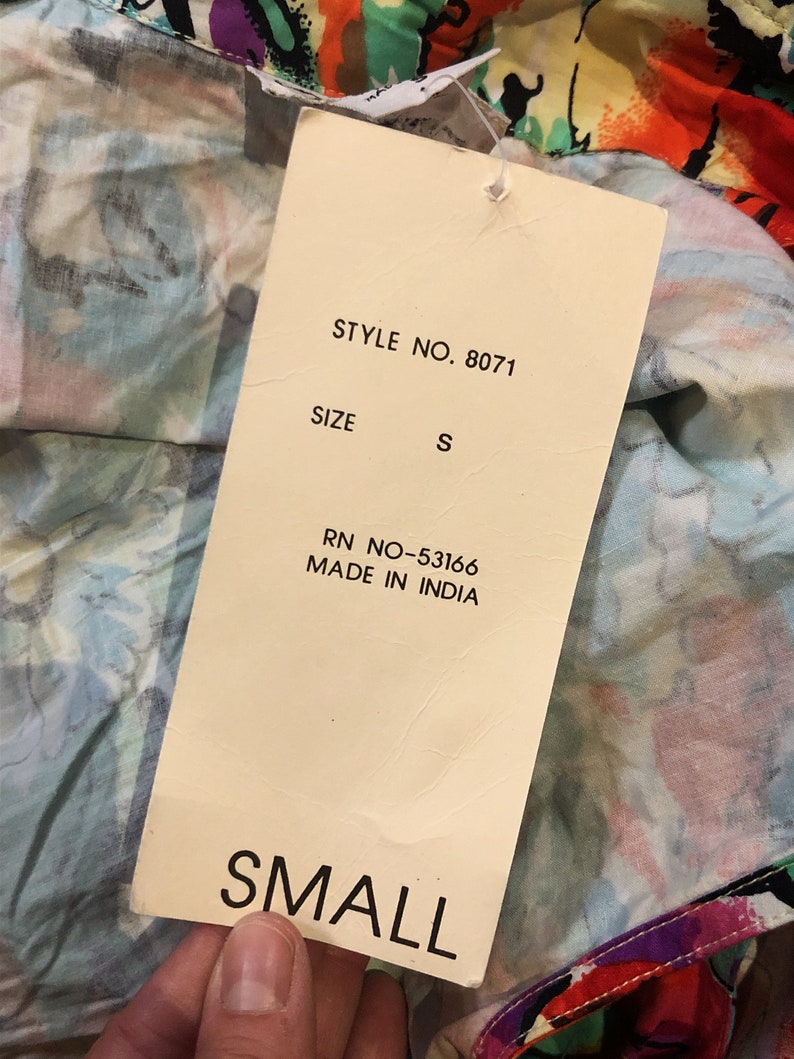 STYLE NO. 8071
SIZE S
RN NO-53166
MADE IN INDIA
SMALL